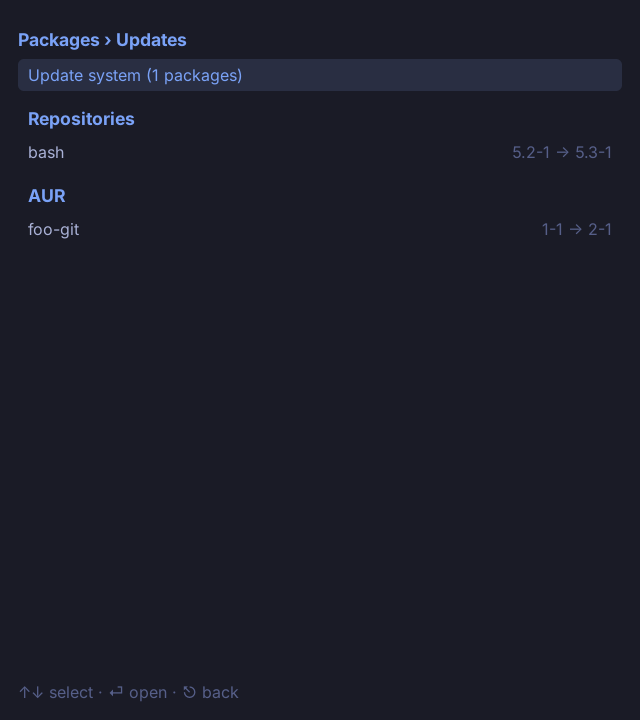 Packages › Updates
Update system (1 packages)
Repositories
bash 5.2-1 → 5.3-1
AUR
foo-git 1-1 → 2-1
↑↓ select · ⏎ open · ⎋ back